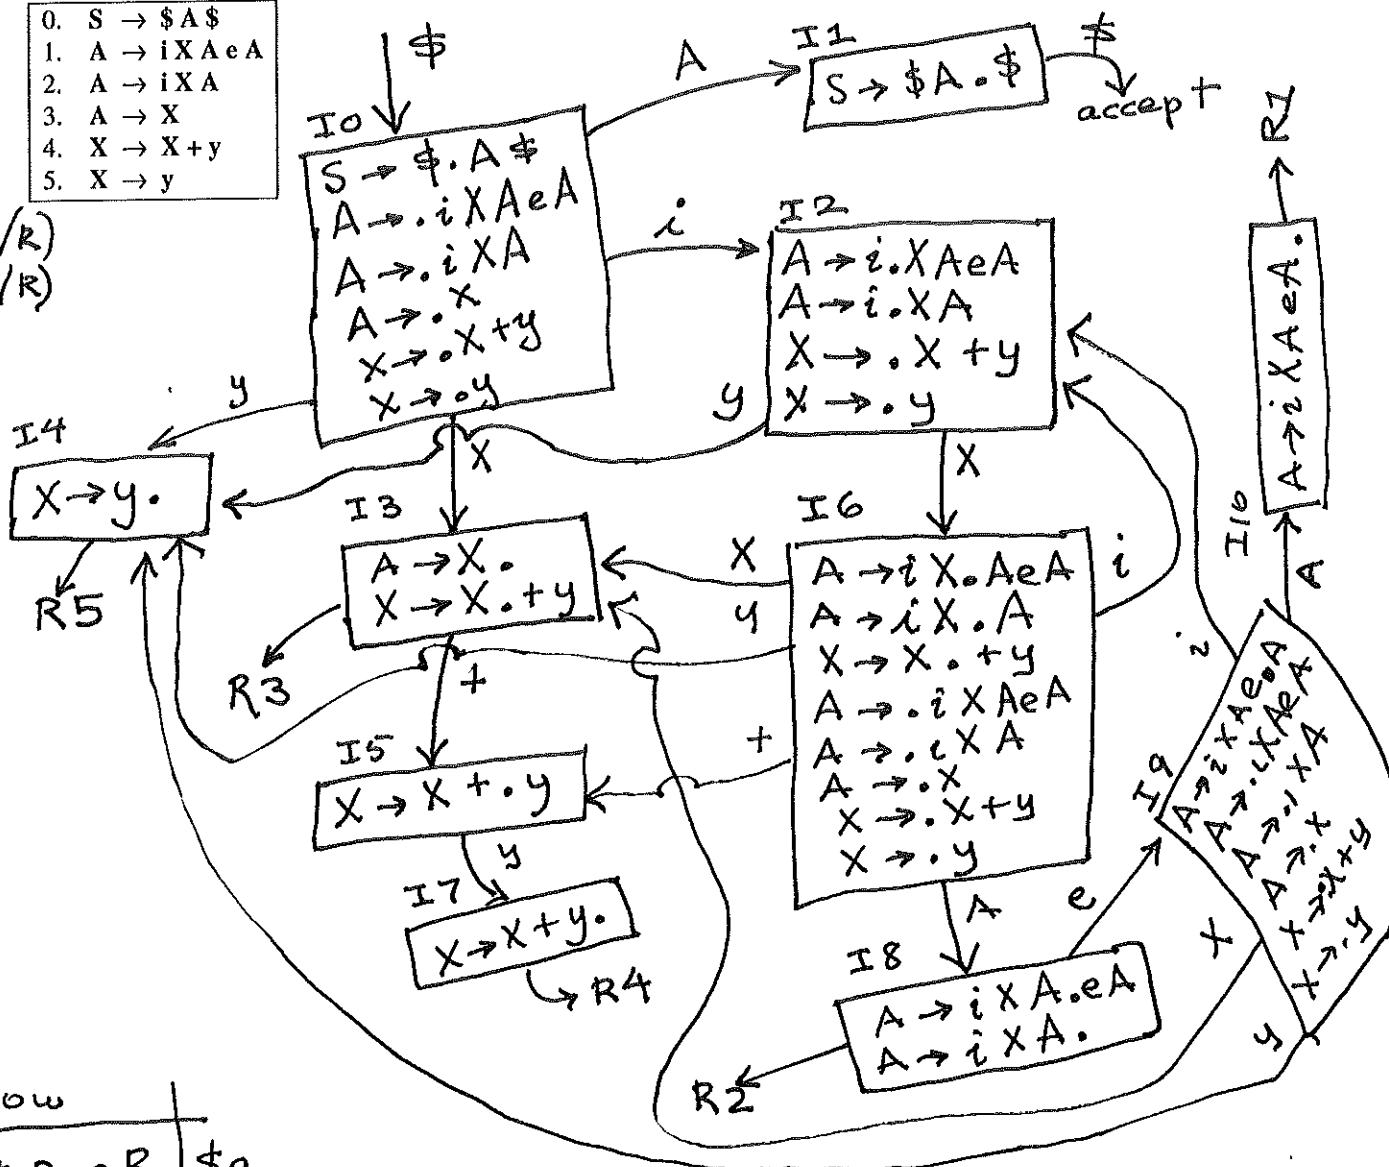 0. S → $ A $
1. A → i X A e A
2. A → i X A
3. A → X
4. X → X + y
5. X → y
/R)
/R)
$
I0
S → $.A$
A → .iXAeA
A → .iXA
A → .X
X → .X+y
X → .y
A
I1
S → $A.$
$
accept
i
I2
A → i.XAeA
A → i.XA
X → .X+y
X → .y
R1
A → iXAeA.
I10
A
y
I4
X → y.
R5
X
y
I3
A → X.
X → X.+y
R3
+
X
I6
A → iX.AeA
A → iX.A
X → X.+y
A → .iXAeA
A → .iXA
A → .X
X → .X+y
X → .y
X
y
+
i
i
I5
X → X+.y
y
I7
X → X+y.
R4
A
I8
A → iXA.eA
A → iXA.
R2
e
I9
A → iXAe.A
A → .iXAeA
A → .iXA
A → .X
X → .X+y
X → .y
X
y
ow